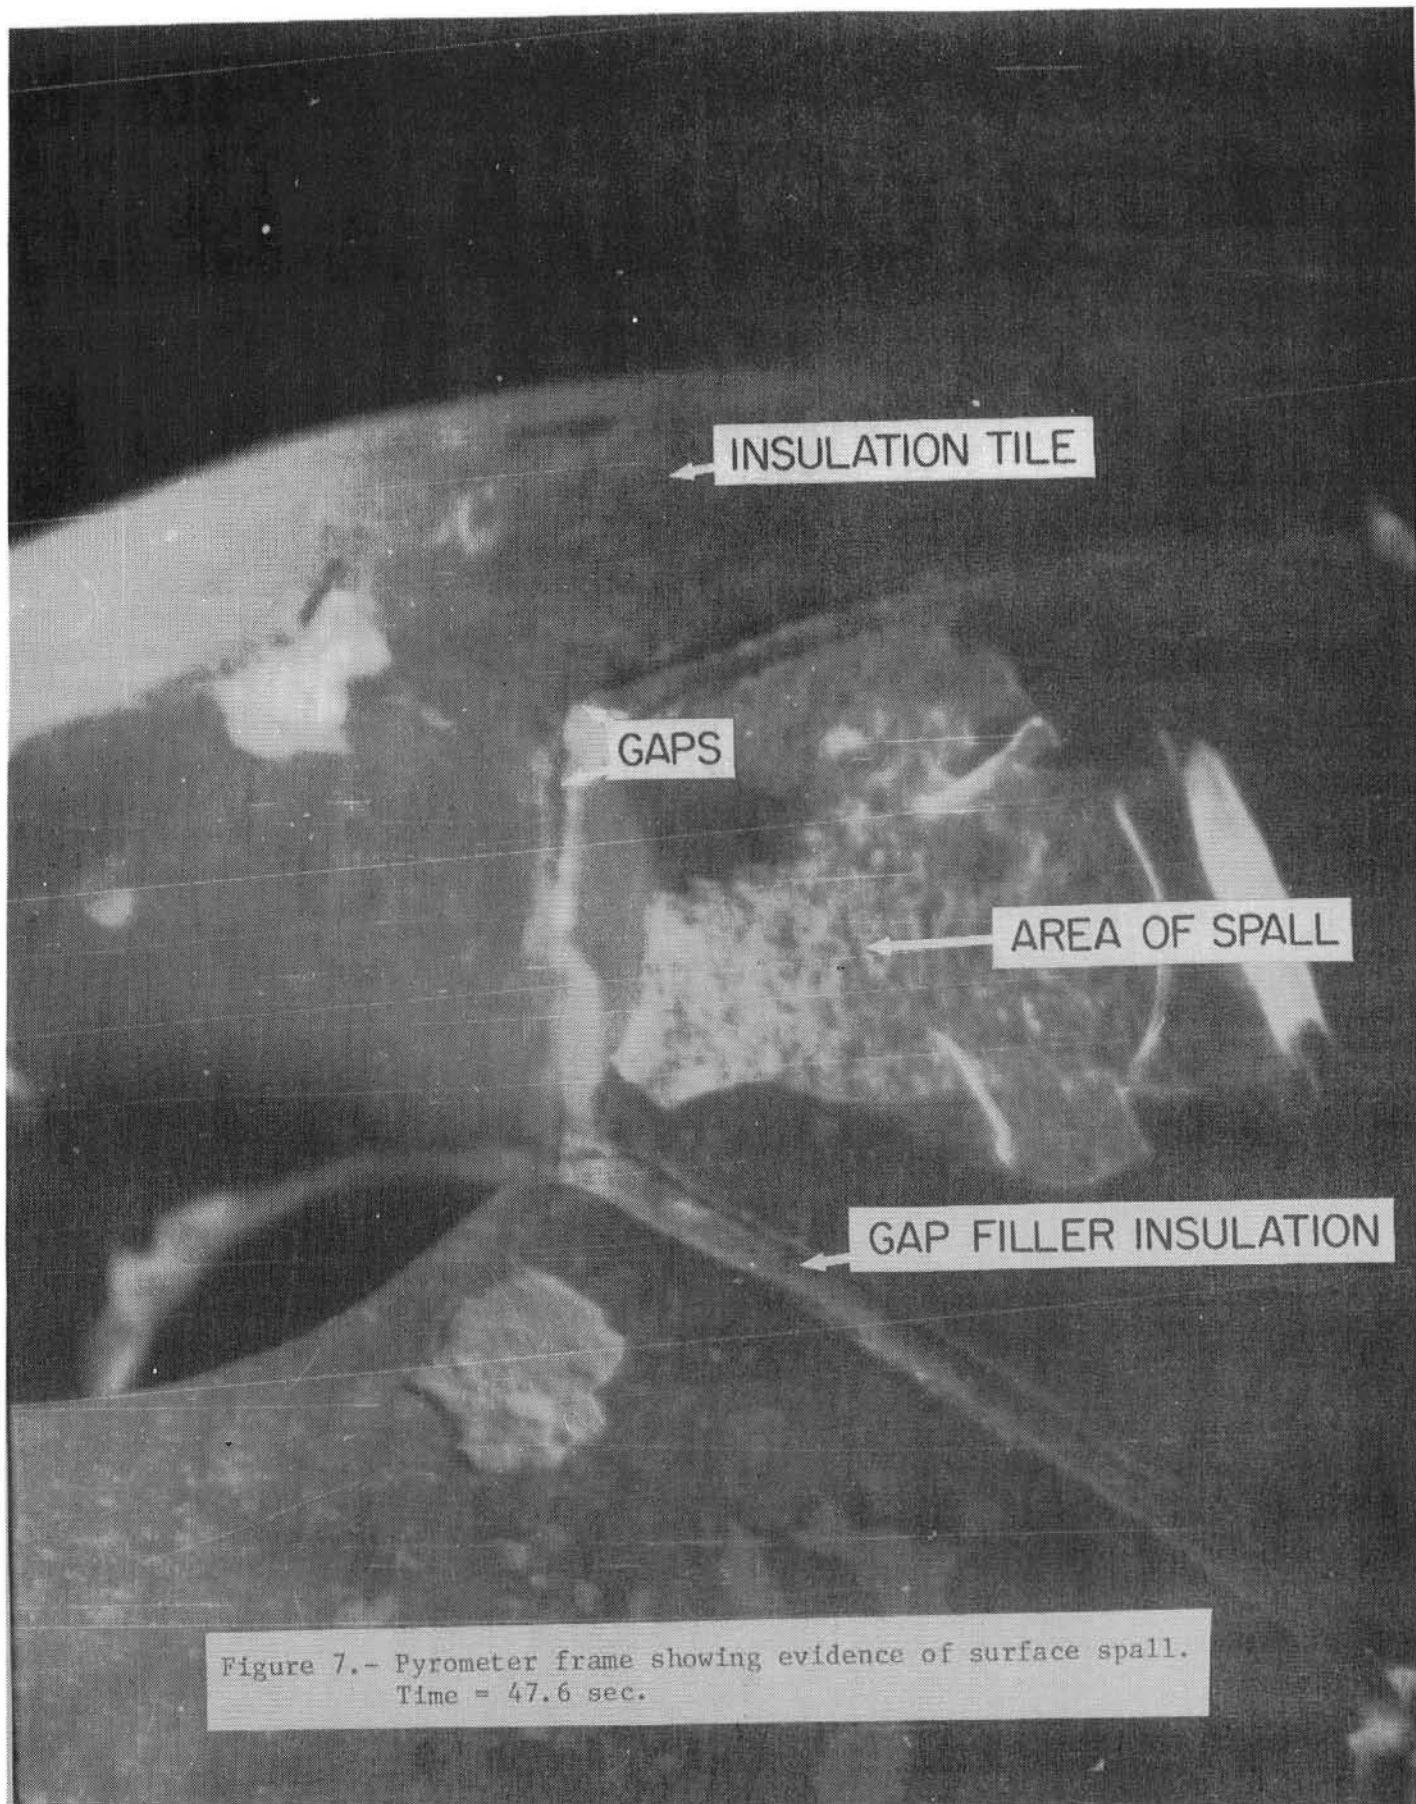 INSULATION TILE
GAPS
AREA OF SPALL
GAP FILLER INSULATION
Figure 7.- Pyrometer frame showing evidence of surface spall.
Time = 47.6 sec.